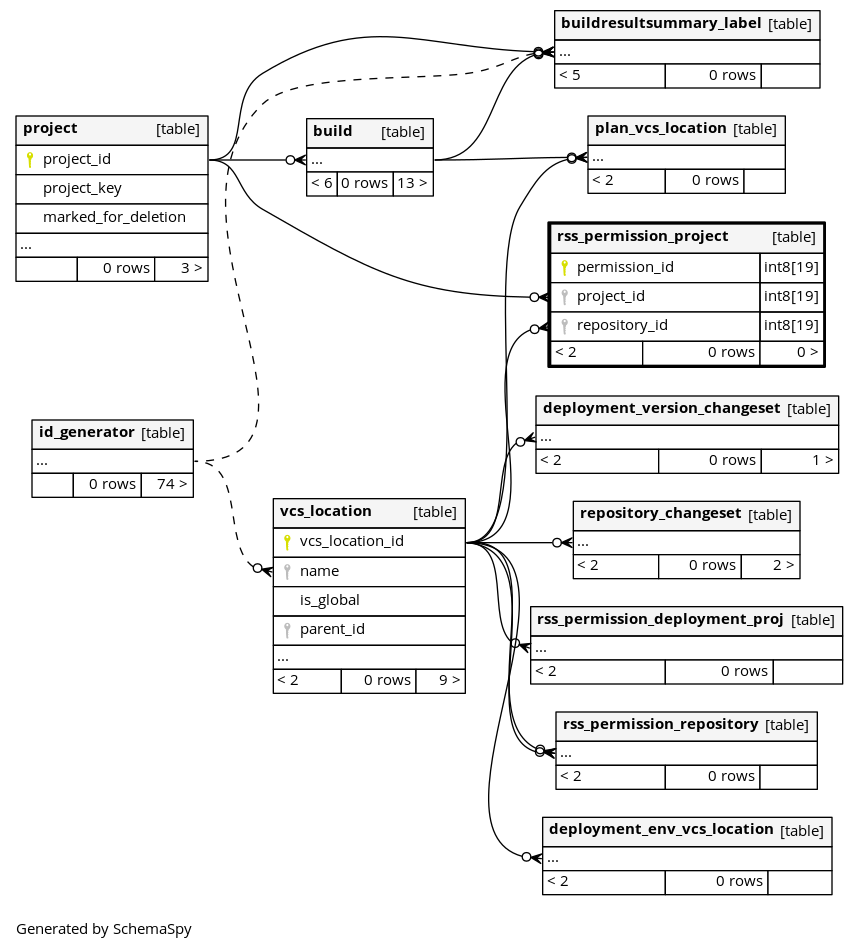 buildresultsummary_label [table]
...
< 5 0 rows
project [table]
project_id
project_key
marked_for_deletion
...
0 rows 3 >
build [table]
...
< 6 0 rows 13 >
plan_vcs_location [table]
...
< 2 0 rows
rss_permission_project [table]
permission_id int8[19]
project_id int8[19]
repository_id int8[19]
< 2 0 rows 0 >
deployment_version_changeset [table]
...
< 2 0 rows 1 >
id_generator [table]
...
0 rows 74 >
vcs_location [table]
vcs_location_id
name
is_global
parent_id
...
< 2 0 rows 9 >
repository_changeset [table]
...
< 2 0 rows 2 >
rss_permission_deployment_proj [table]
...
< 2 0 rows
rss_permission_repository [table]
...
< 2 0 rows
deployment_env_vcs_location [table]
...
< 2 0 rows
Generated by SchemaSpy